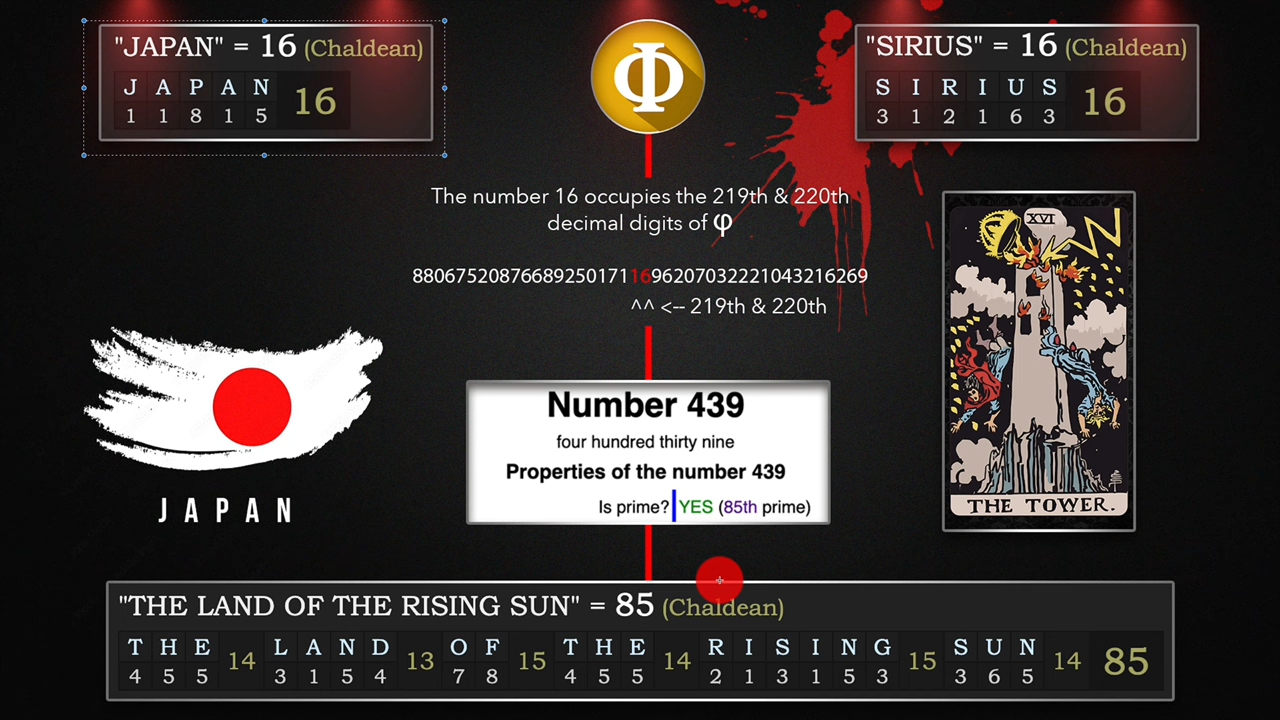 "JAPAN" = 16 (Chaldean)
J A P A N 16
1 1 8 1 5
Φ
"SIRIUS" = 16 (Chaldean)
S I R I U S 16
3 1 2 1 6 3
The number 16 occupies the 219th & 220th
decimal digits of φ
88067520876689250171169620703222104321626​9
^^ <-- 219th & 220th
XVI
THE TOWER.
JAPAN
Number 439
four hundred thirty nine
Properties of the number 439
Is prime? YES (85th prime)
"THE LAND OF THE RISING SUN" = 85 (Chaldean)
T H E 14 L A N D 13 O F 15 T H E 14 R I S I N G 15 S U N 14 85
4 5 5 3 1 5 4 7 8 4 5 5 2 1 3 1 5 3 3 6 5